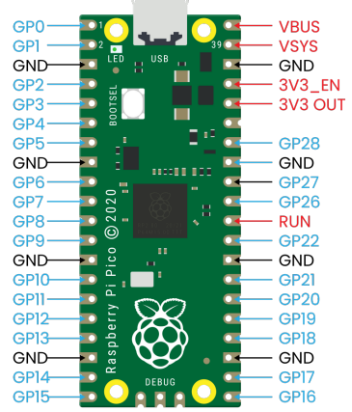 GP0
GP1
GND
GP2
GP3
GP4
GP5
GND
GP6
GP7
GP8
GP9
GND
GP10
GP11
GP12
GP13
GND
GP14
GP15
1
2
39
LED
USB
BOOTSEL
Raspberry Pi Pico © 2020
DEBUG
VBUS
VSYS
GND
3V3_EN
3V3 OUT
GP28
GND
GP27
GP26
RUN
GP22
GND
GP21
GP20
GP19
GP18
GND
GP17
GP16